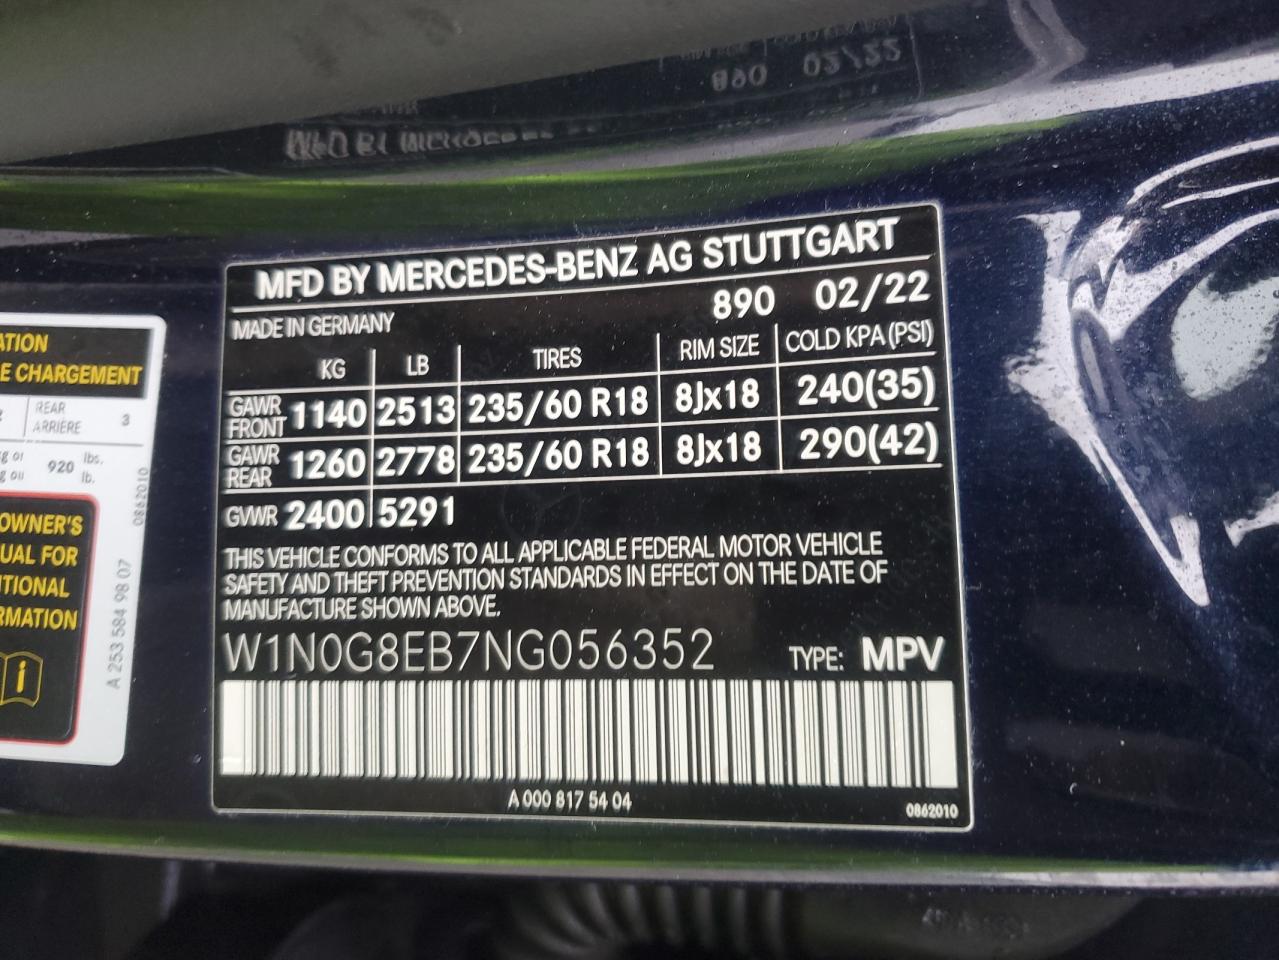 MFD BY MERCEDES-BENZ AG STUTTGART
890 02/22
MADE IN GERMANY
KG LB TIRES RIM SIZE COLD KPA (PSI)
GAWR FRONT 1140 2513 235/60 R18 8Jx18 240(35)
GAWR REAR 1260 2778 235/60 R18 8Jx18 290(42)
GVWR 2400 5291
THIS VEHICLE CONFORMS TO ALL APPLICABLE FEDERAL MOTOR VEHICLE
SAFETY AND THEFT PREVENTION STANDARDS IN EFFECT ON THE DATE OF
MANUFACTURE SHOWN ABOVE.
W1N0G8EB7NG056352 TYPE: MPV
A 000 817 54 04
0862010
ATION
E CHARGEMENT
REAR
ARRIÈRE 3
920 lbs.
lb.
0862010
OWNER'S
UAL FOR
ITIONAL
RMATION
A 253 584 98 07